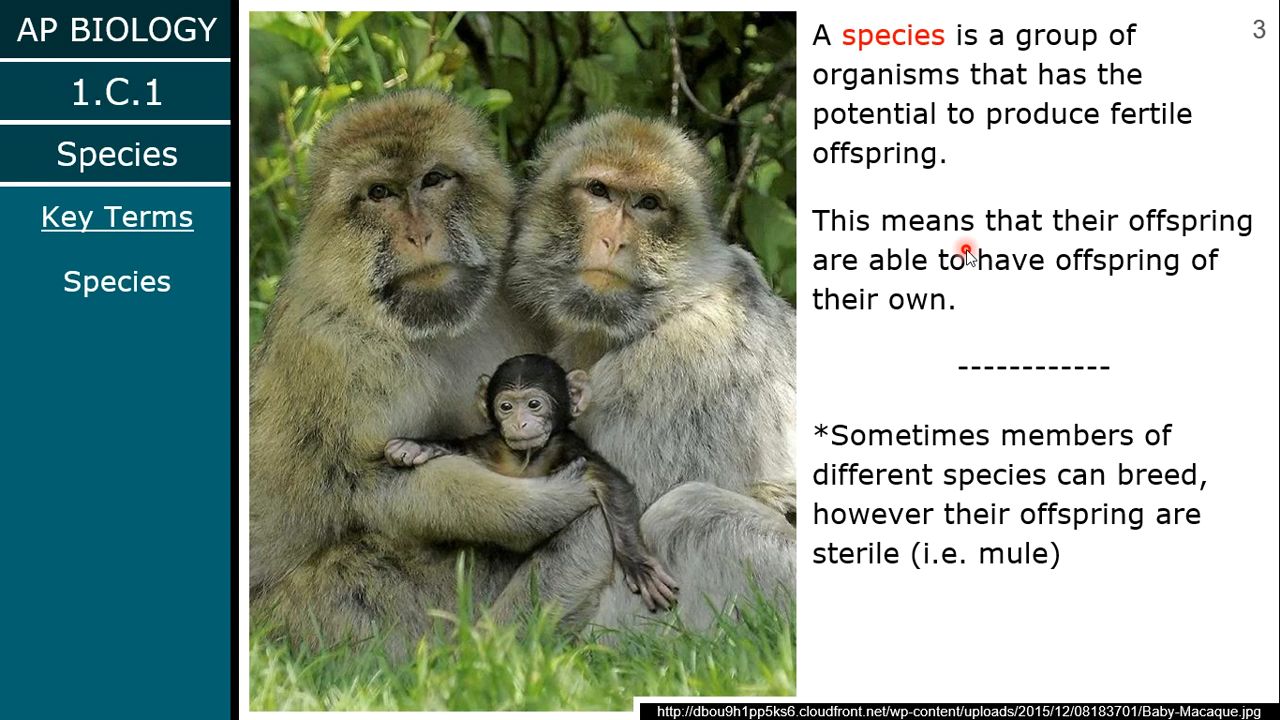 AP BIOLOGY
1.C.1
Species
Key Terms
Species
A species is a group of
organisms that has the
potential to produce fertile
offspring.
This means that their offspring
are able to have offspring of
their own.
------------
*Sometimes members of
different species can breed,
however their offspring are
sterile (i.e. mule)
3
http://dbou9h1pp5ks6.cloudfront.net/wp-content/uploads/2015/12/08183701/Baby-Macaque.jpg